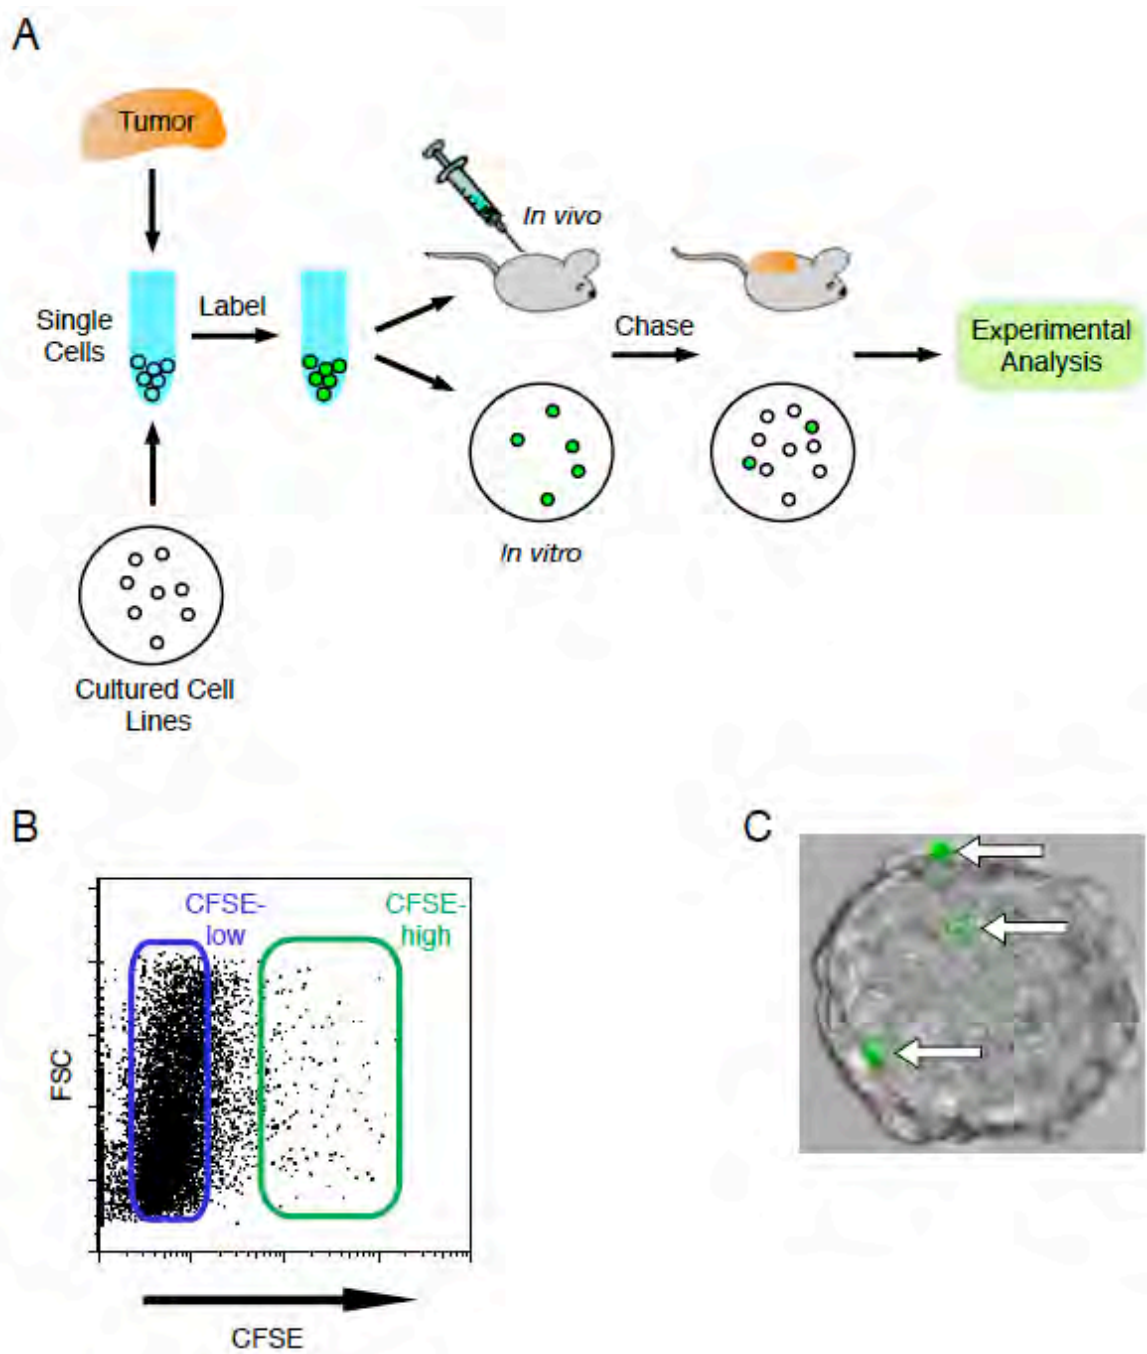 A
Tumor
In vivo
Single
Cells
Label
Chase
Experimental
Analysis
In vitro
Cultured Cell
Lines
B
CFSE-
low
CFSE-
high
FSC
CFSE
C